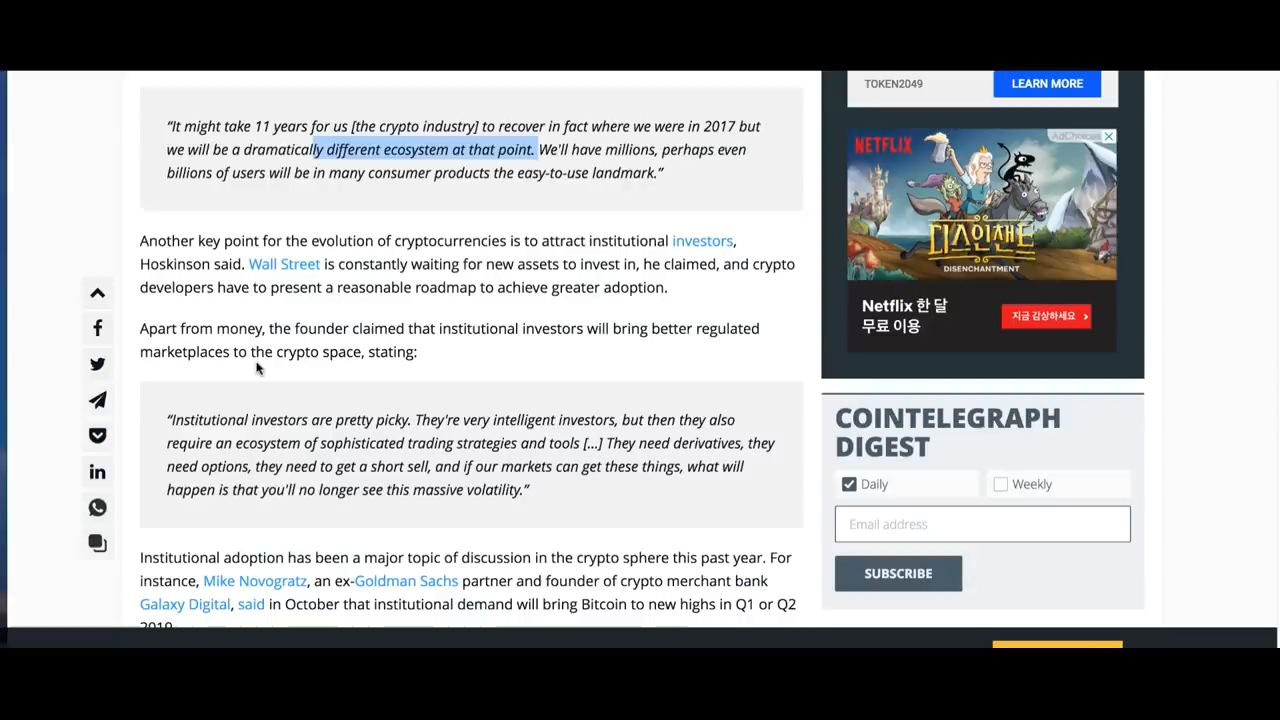 “It might take 11 years for us [the crypto industry] to recover in fact where we were in 2017 but
we will be a dramatically different ecosystem at that point. We'll have millions, perhaps even
billions of users will be in many consumer products the easy-to-use landmark.”
Another key point for the evolution of cryptocurrencies is to attract institutional investors,
Hoskinson said. Wall Street is constantly waiting for new assets to invest in, he claimed, and crypto
developers have to present a reasonable roadmap to achieve greater adoption.
Apart from money, the founder claimed that institutional investors will bring better regulated
marketplaces to the crypto space, stating:
“Institutional investors are pretty picky. They're very intelligent investors, but then they also
require an ecosystem of sophisticated trading strategies and tools [...] They need derivatives, they
need options, they need to get a short sell, and if our markets can get these things, what will
happen is that you'll no longer see this massive volatility.”
Institutional adoption has been a major topic of discussion in the crypto sphere this past year. For
instance, Mike Novogratz, an ex-Goldman Sachs partner and founder of crypto merchant bank
Galaxy Digital, said in October that institutional demand will bring Bitcoin to new highs in Q1 or Q2
2019
TOKEN2049
LEARN MORE
NETFLIX
AdChoices
디스인챈트
DISENCHANTMENT
Netflix 한 달
무료 이용
지금 감상하세요
COINTELEGRAPH
DIGEST
Daily
Weekly
Email address
SUBSCRIBE